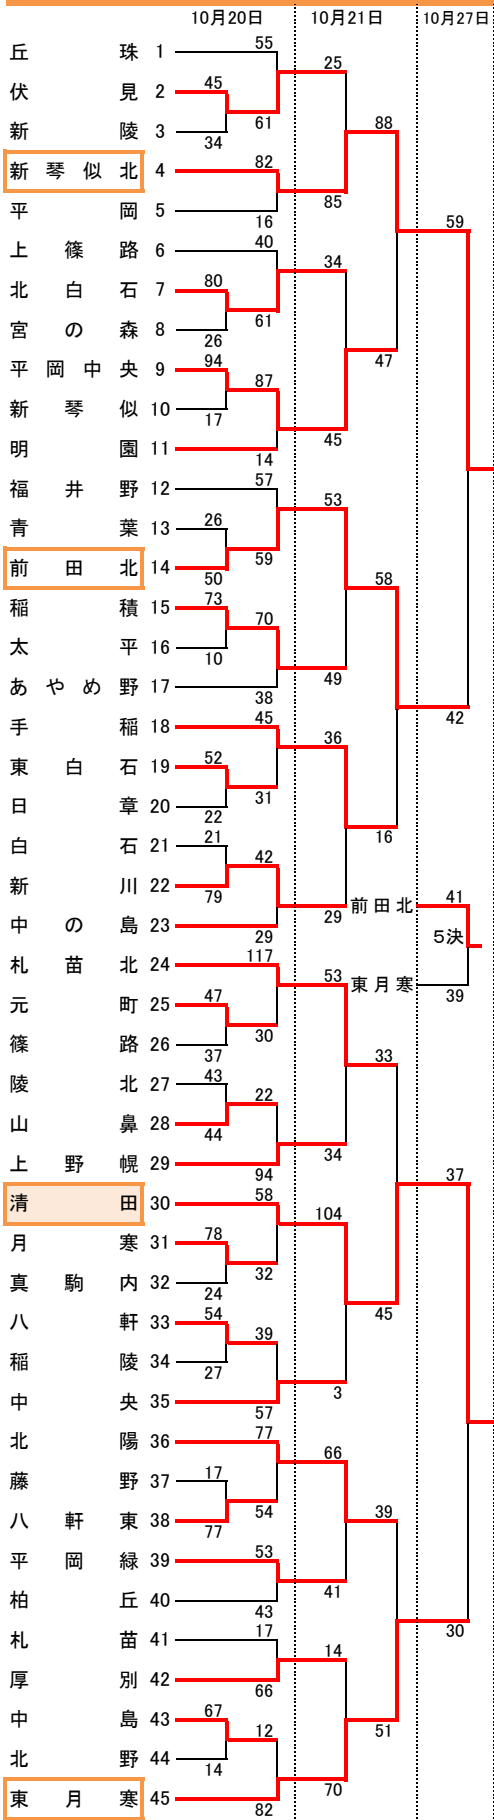 10月20日 10月21日 10月27日
丘珠 1 55
25
伏見 2 45
61 88
新陵 3 34
新琴似北 4 82
85 59
平岡 5 16
上篠路 6 40
34
北白石 7 80
61
宮の森 8 26
47
平岡中央 9 94
87
新琴似 10 17
45
明園 11 14
福井野 12 57
53
青葉 13 26
59
前田北 14 50
58
稲積 15 73
70
太平 16 10
49
あやめ野 17 38
42
手稲 18 45
36
東白石 19 52
31
日章 20 22
16
白石 21 21
42
新川 22 79
前田北 41
29
中の島 23 29
5決
札苗北 24 117
53
東月寒 39
元町 25 47
30
篠路 26 37
33
陵北 27 43
22
山鼻 28 44
34
上野幌 29 94
37
清田 30 58
104
月寒 31 78
32
真駒内 32 24
45
八軒 33 54
39
稲陵 34 27
3
中央 35 57
北陽 36 77
66
藤野 37 17
54
八軒東 38 77
39
平岡緑 39 53
41
柏丘 40 43
30
札苗 41 17
14
厚別 42 66
中島 43 67
51
12
北野 44 14
70
東月寒 45 82